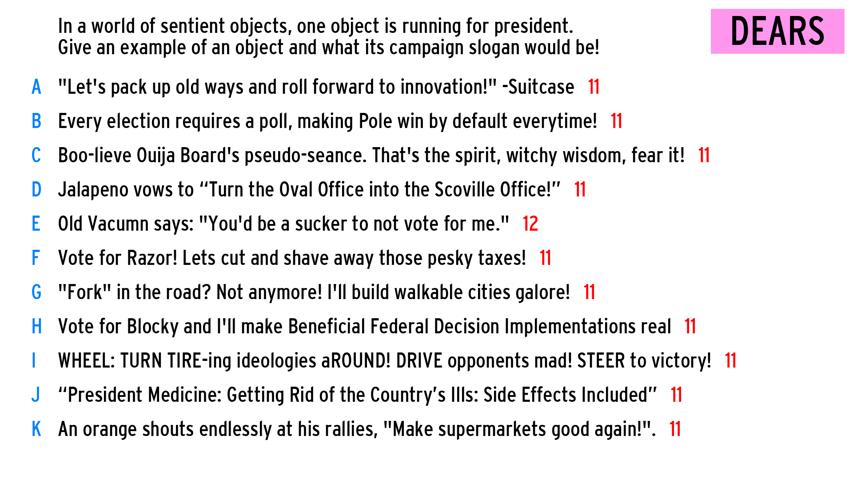 In a world of sentient objects, one object is running for president.
Give an example of an object and what its campaign slogan would be!
DEARS
A "Let's pack up old ways and roll forward to innovation!" -Suitcase 11
B Every election requires a poll, making Pole win by default everytime! 11
C Boo-lieve Ouija Board's pseudo-seance. That's the spirit, witchy wisdom, fear it! 11
D Jalapeno vows to “Turn the Oval Office into the Scoville Office!” 11
E Old Vacumn says: "You'd be a sucker to not vote for me." 12
F Vote for Razor! Lets cut and shave away those pesky taxes! 11
G "Fork" in the road? Not anymore! I'll build walkable cities galore! 11
H Vote for Blocky and I'll make Beneficial Federal Decision Implementations real 11
I WHEEL: TURN TIRE-ing ideologies aROUND! DRIVE opponents mad! STEER to victory! 11
J “President Medicine: Getting Rid of the Country’s Ills: Side Effects Included” 11
K An orange shouts endlessly at his rallies, "Make supermarkets good again!". 11